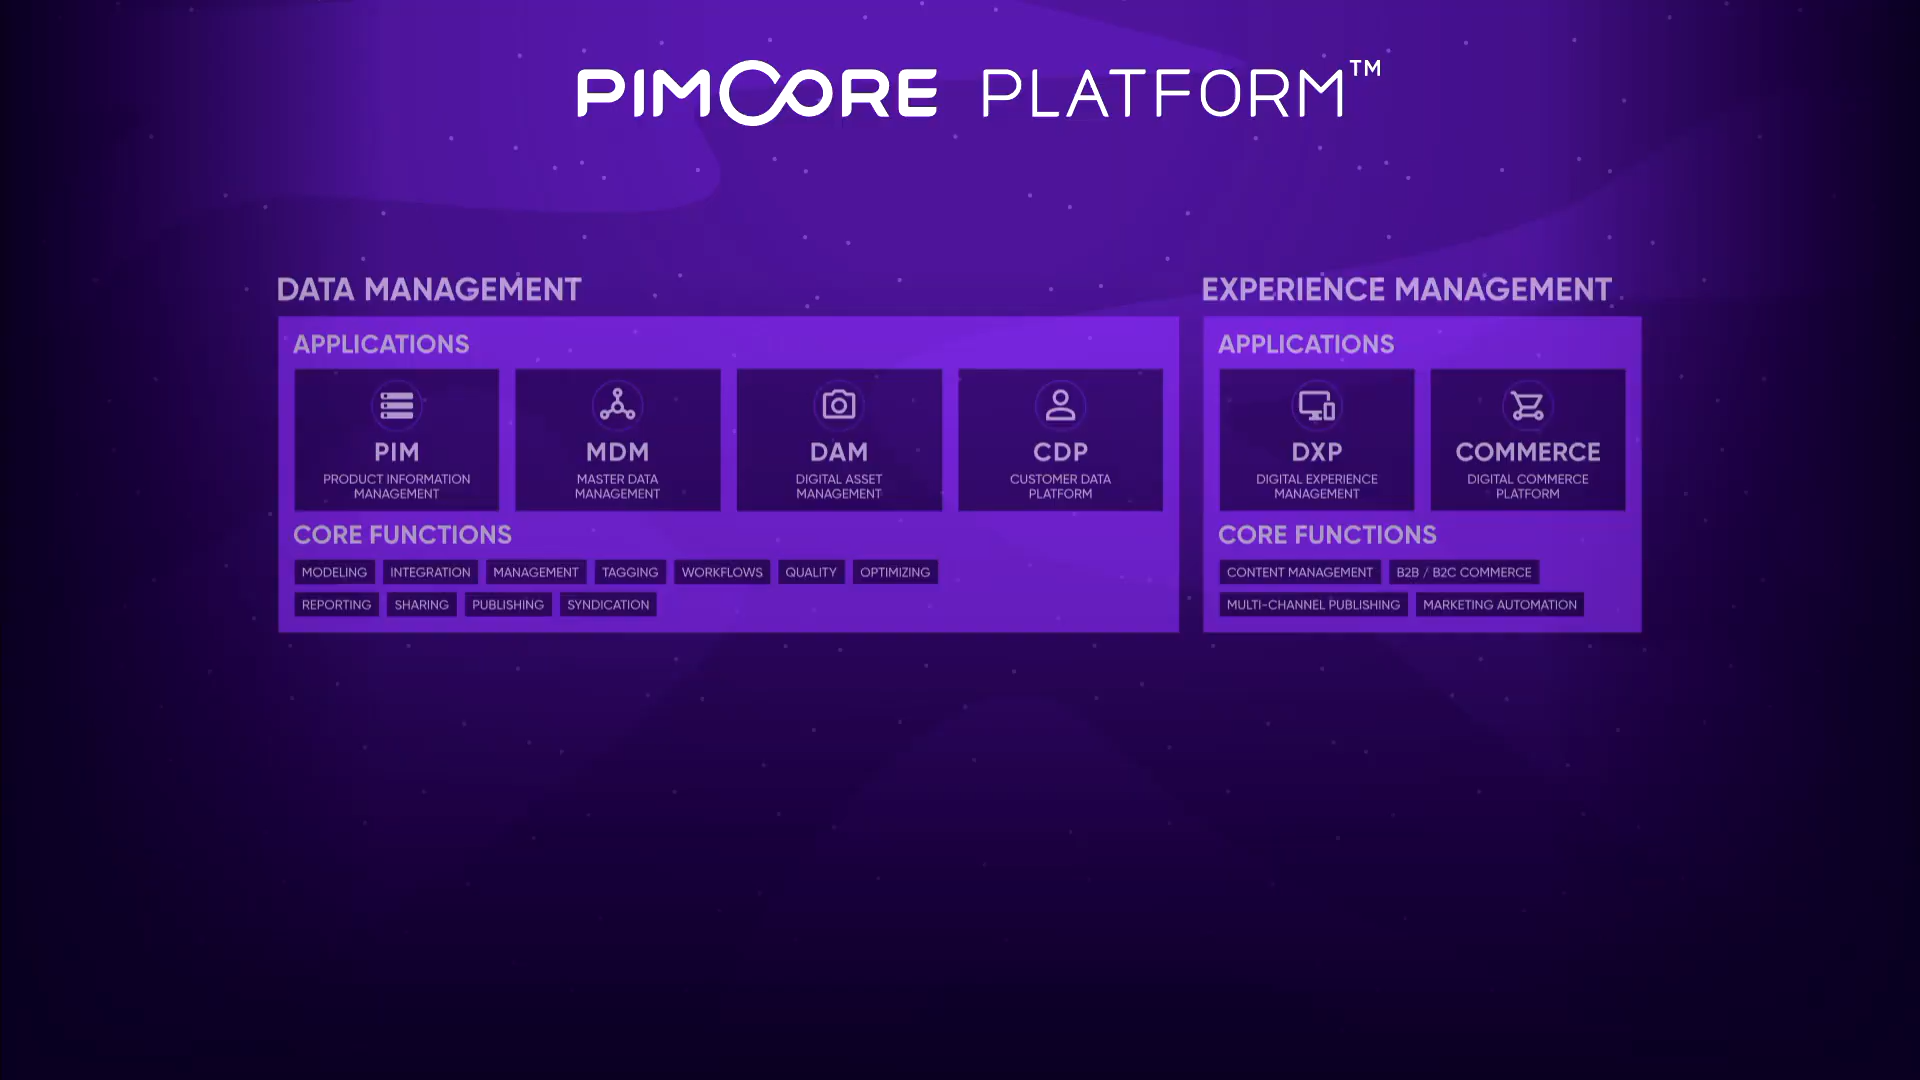 PIMCORE PLATFORM™
DATA MANAGEMENT
APPLICATIONS
PIM
PRODUCT INFORMATION
MANAGEMENT
MDM
MASTER DATA
MANAGEMENT
DAM
DIGITAL ASSET
MANAGEMENT
CDP
CUSTOMER DATA
PLATFORM
CORE FUNCTIONS
MODELING INTEGRATION MANAGEMENT TAGGING WORKFLOWS QUALITY OPTIMIZING
REPORTING SHARING PUBLISHING SYNDICATION
EXPERIENCE MANAGEMENT
APPLICATIONS
DXP
DIGITAL EXPERIENCE
MANAGEMENT
COMMERCE
DIGITAL COMMERCE
PLATFORM
CORE FUNCTIONS
CONTENT MANAGEMENT B2B / B2C COMMERCE
MULTI-CHANNEL PUBLISHING MARKETING AUTOMATION